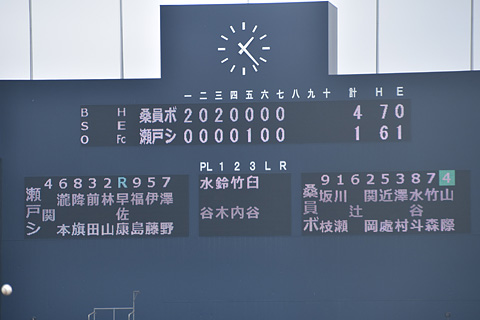 一二三四五六七八九十 計 H E
B H 桑員ボ 2020000 4 7 0
S E
O Fc 瀬戸シ 0000100 1 6 1
PL 1 2 3 L R
水谷 鈴木 竹内 臼谷
瀬戸シ
4 6 8 3 2 R 9 5 7
関 瀧本 降旗 前田 林山 早佐康 福島 伊藤 澤野
桑員ボ
9 1 6 2 5 3 8 7 4
坂枝 川瀬 辻 関岡 近處 澤村 水谷斗 竹森 山際